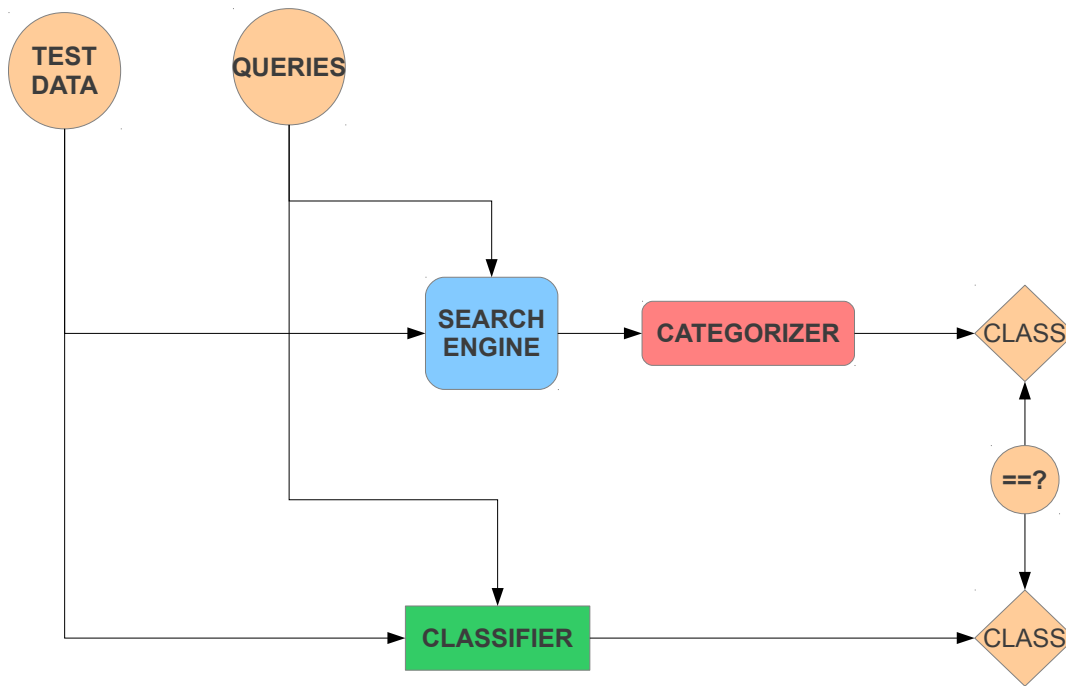 TEST
DATA
QUERIES
SEARCH
ENGINE
CATEGORIZER
CLASS
==?
CLASSIFIER
CLASS